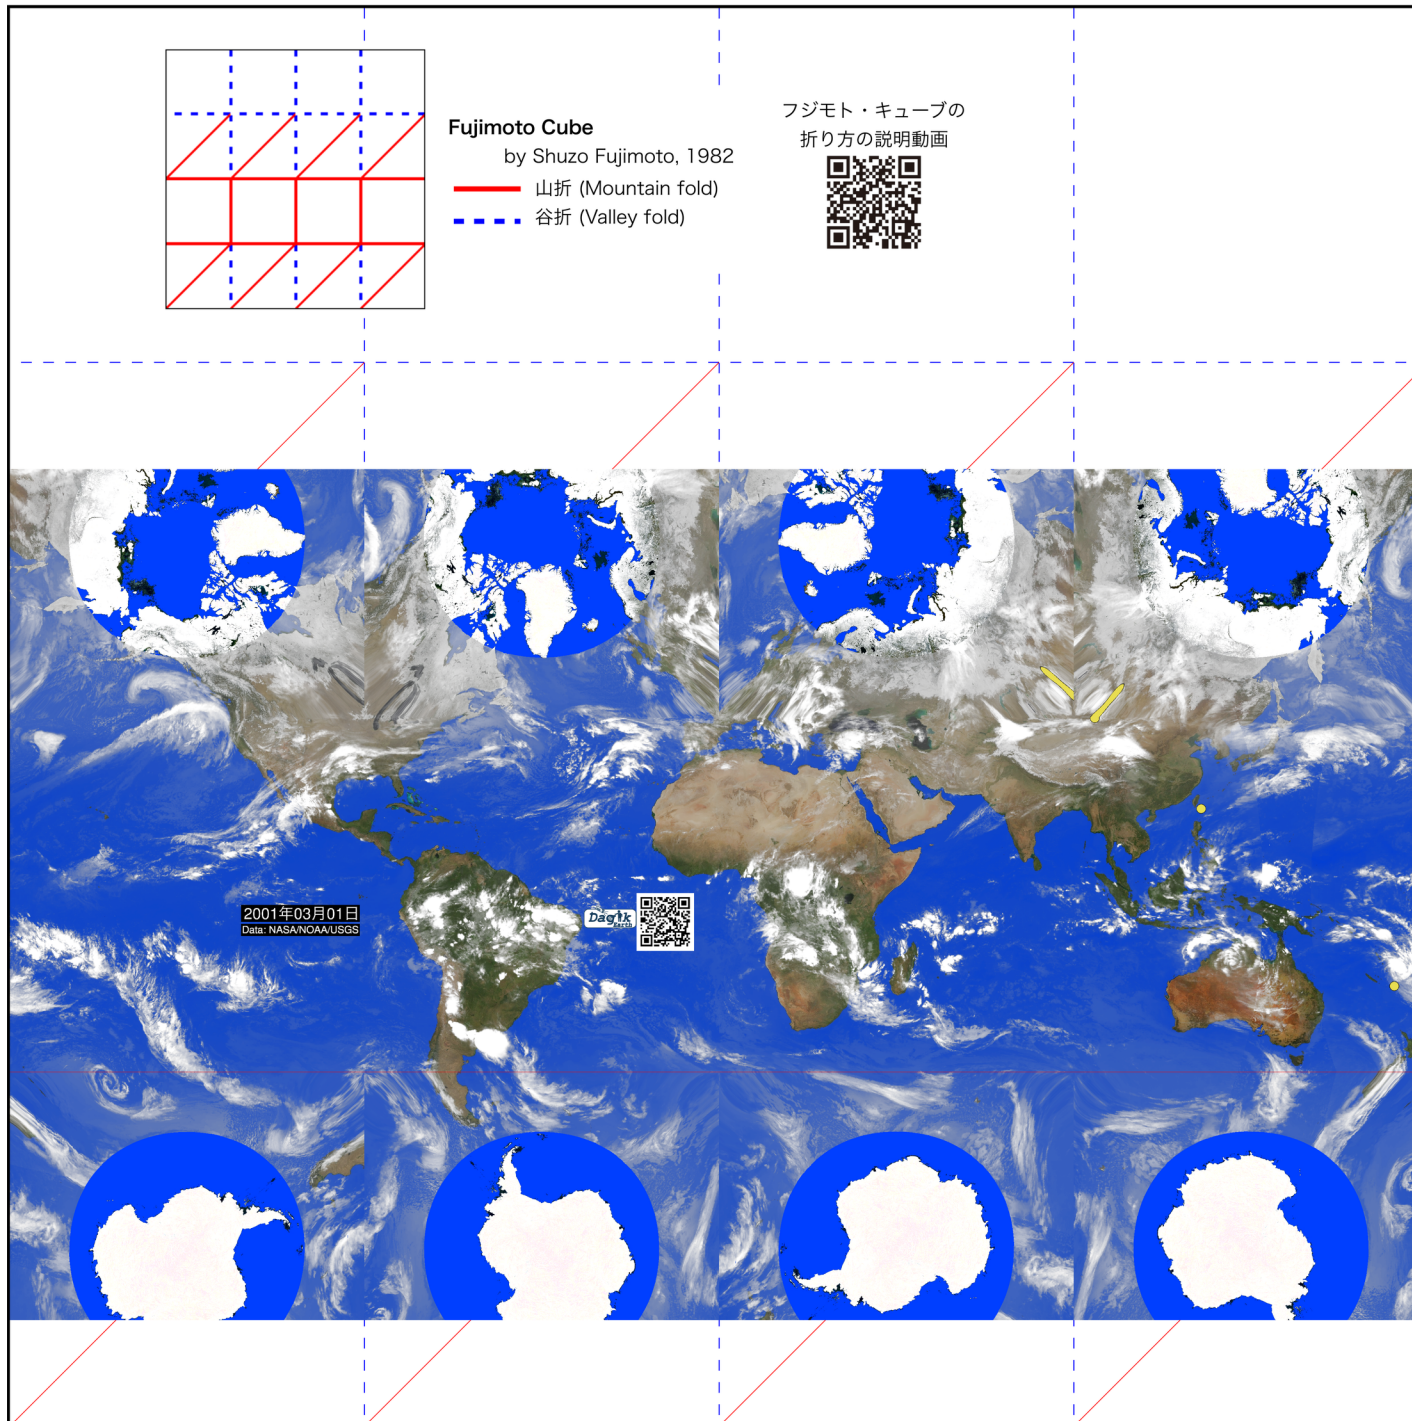 Fujimoto Cube
by Shuzo Fujimoto, 1982
山折 (Mountain fold)
谷折 (Valley fold)
フジモト・キューブの
折り方の説明動画
2001年03月01日
Data: NASA/NOAA/USGS
Dagik
Earth